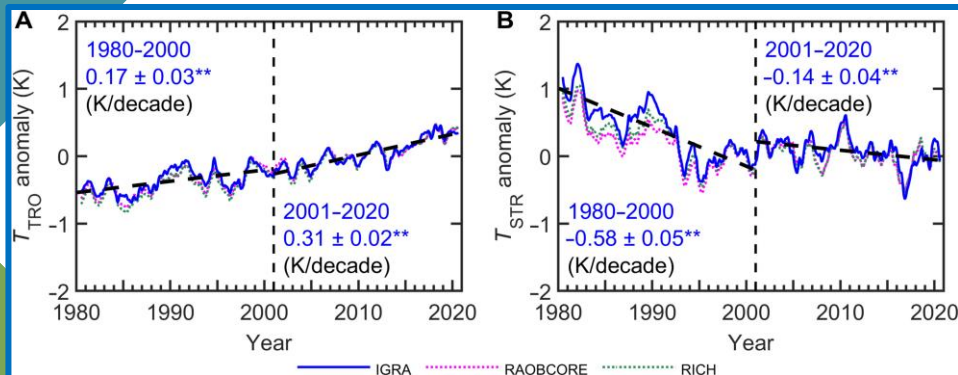 A
T_TRO anomaly (K)
2
1
0
−1
−2
1980–2000
0.17 ± 0.03**
(K/decade)
2001–2020
0.31 ± 0.02**
(K/decade)
1980 1990 2000 2010 2020
Year
B
T_STR anomaly (K)
2
1
0
−1
−2
2001–2020
−0.14 ± 0.04**
(K/decade)
1980–2000
−0.58 ± 0.05**
(K/decade)
1980 1990 2000 2010 2020
Year
IGRA RAOBCORE RICH